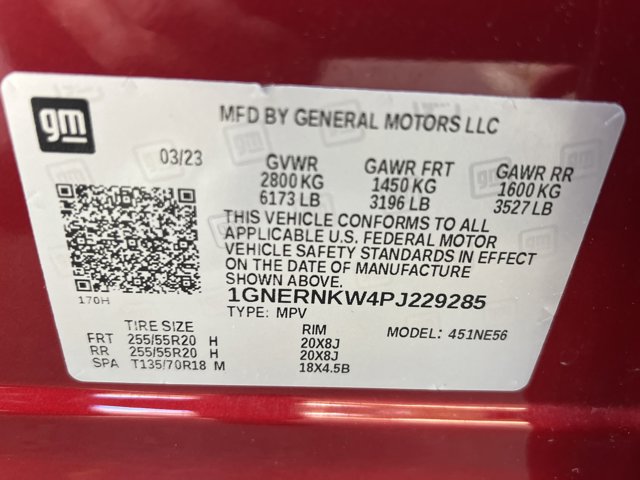 gm
MFD BY GENERAL MOTORS LLC
03/23
GVWR GAWR FRT GAWR RR
2800 KG 1450 KG 1600 KG
6173 LB 3196 LB 3527 LB
THIS VEHICLE CONFORMS TO ALL
APPLICABLE U.S. FEDERAL MOTOR
VEHICLE SAFETY STANDARDS IN EFFECT
ON THE DATE OF MANUFACTURE SHOWN ABOVE.
170H
1GNERNKW4PJ229285
TYPE: MPV
MODEL: 451NE56
TIRE SIZE RIM
FRT 255/55R20 H 20X8J
RR 255/55R20 H 20X8J
SPA T135/70R18 M 18X4.5B